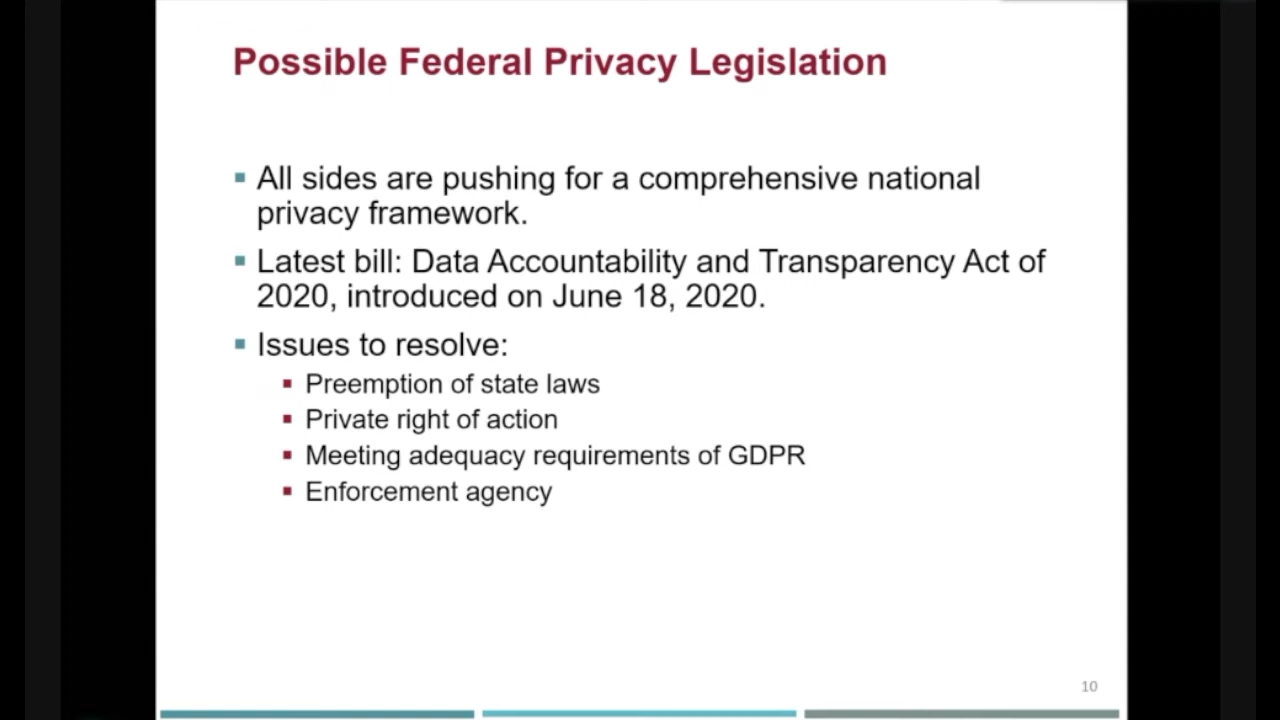 Possible Federal Privacy Legislation
All sides are pushing for a comprehensive national
privacy framework.
Latest bill: Data Accountability and Transparency Act of
2020, introduced on June 18, 2020.
Issues to resolve:
Preemption of state laws
Private right of action
Meeting adequacy requirements of GDPR
Enforcement agency
10